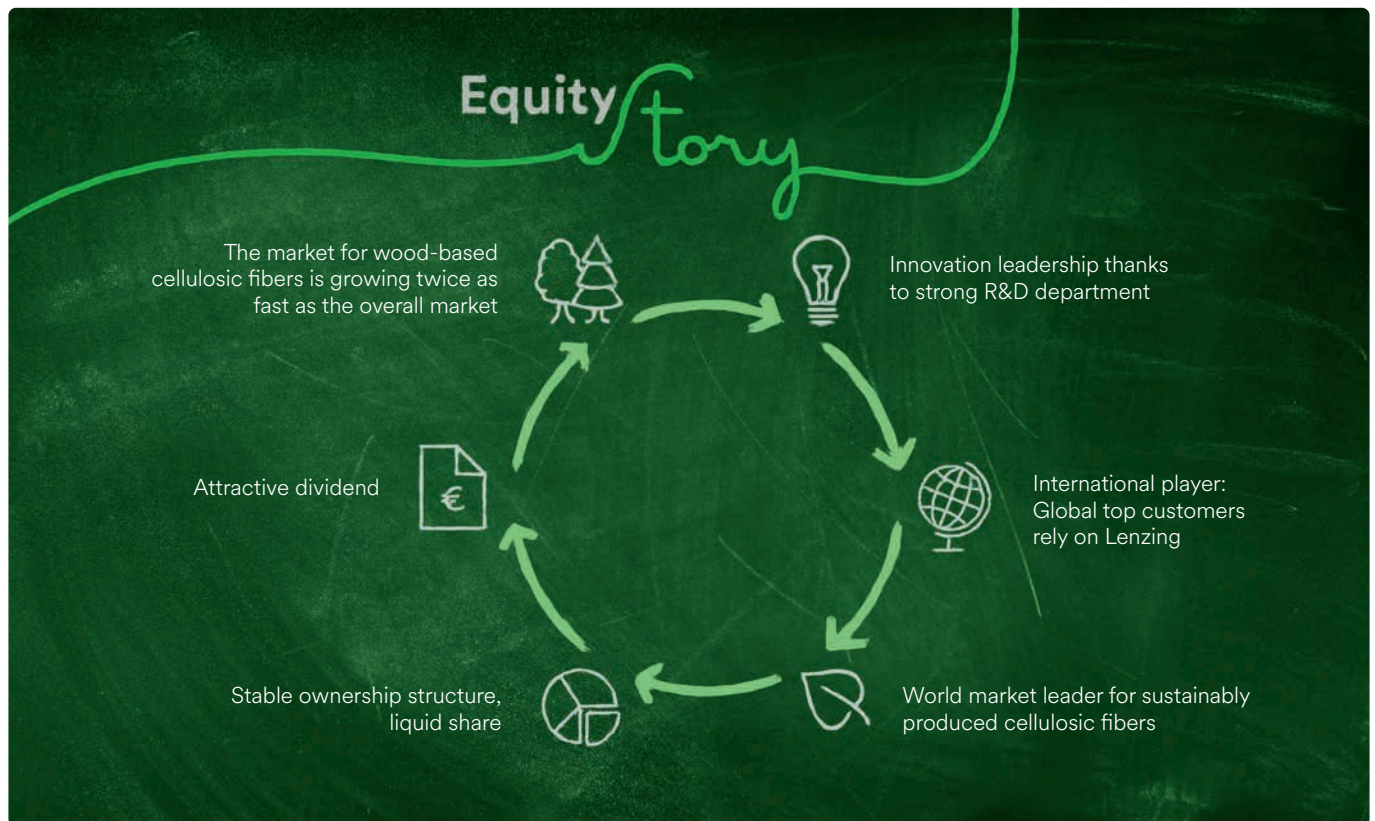 Equity Story
The market for wood-based
cellulosic fibers is growing twice as
fast as the overall market
Innovation leadership thanks
to strong R&D department
Attractive dividend
€
International player:
Global top customers
rely on Lenzing
Stable ownership structure,
liquid share
World market leader for sustainably
produced cellulosic fibers